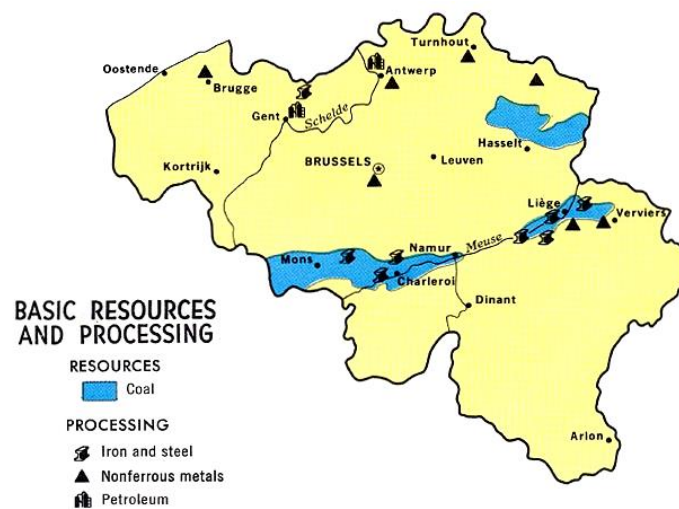 Turnhout
Oostende
Antwerp
Brugge
Gent
Schelde
Hasselt
Kortrijk
BRUSSELS
Leuven
Liège
Verviers
Meuse
Namur
Mons
Charleroi
Dinant
Arlon
BASIC RESOURCES
AND PROCESSING
RESOURCES
Coal
PROCESSING
Iron and steel
Nonferrous metals
Petroleum